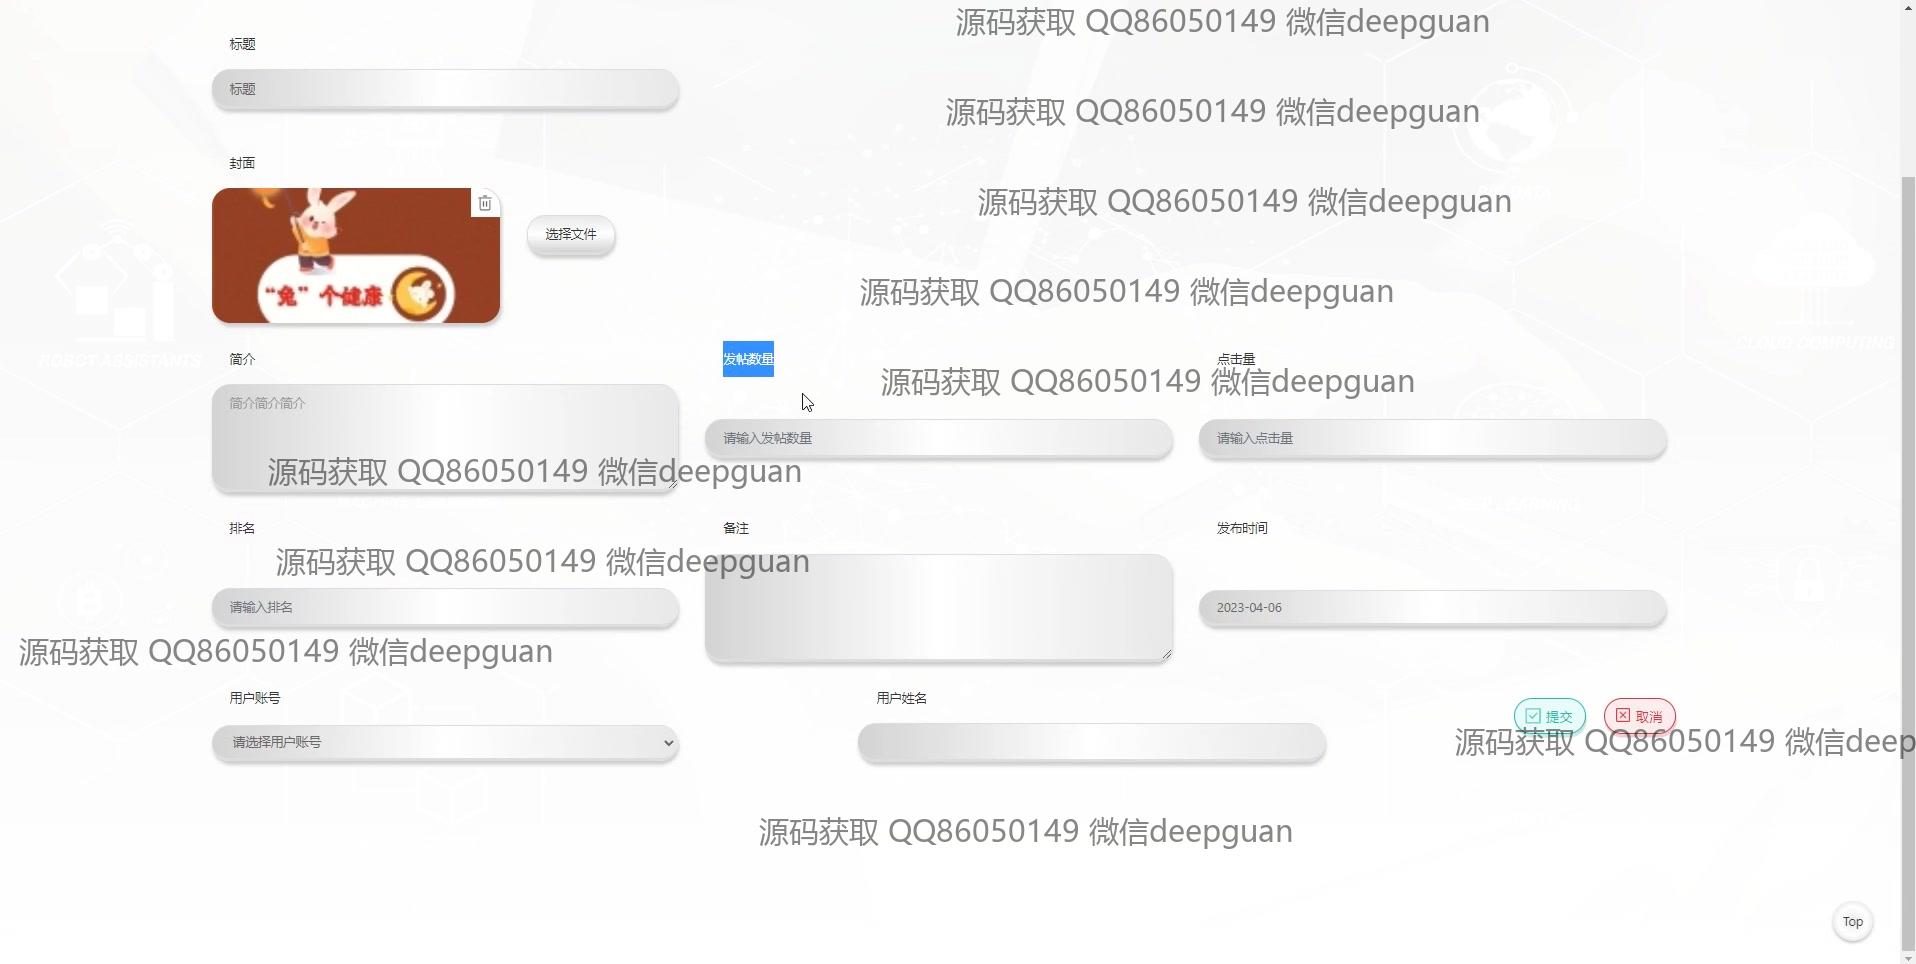 源码获取 QQ86050149 微信deepguan
标题
标题
源码获取 QQ86050149 微信deepguan
封面
源码获取 QQ86050149 微信deepguan
选择文件
“兔”个健康
源码获取 QQ86050149 微信deepguan
ROBOT ASSISTANTS
CLOUD COMPUTING
简介
发帖数量
点击量
源码获取 QQ86050149 微信deepguan
简介简介简介
请输入发帖数量
请输入点击量
源码获取 QQ86050149 微信deepguan
排名
备注
发布时间
源码获取 QQ86050149 微信deepguan
请输入排名
2023-04-06
源码获取 QQ86050149 微信deepguan
用户账号
用户姓名
提交
取消
请选择用户账号
源码获取 QQ86050149 微信deep
源码获取 QQ86050149 微信deepguan
Top